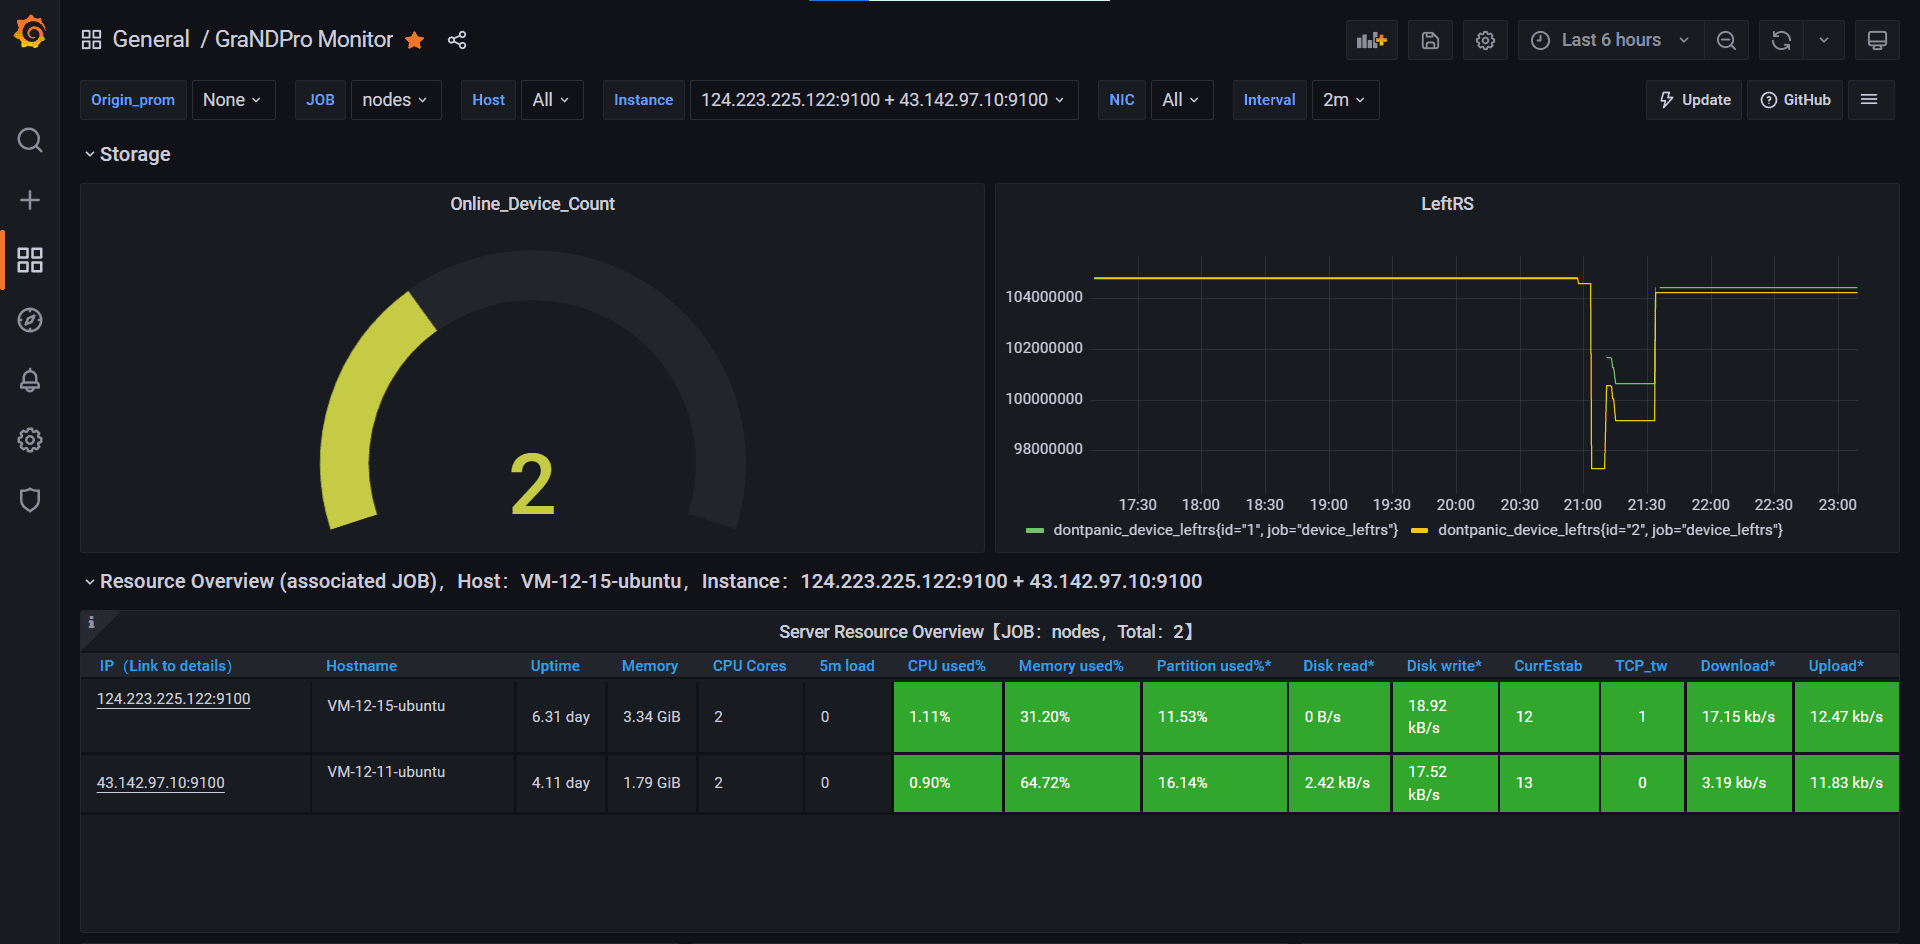 General / GraNDPro Monitor
Last 6 hours
Origin_prom None JOB nodes Host All Instance 124.223.225.122:9100 + 43.142.97.10:9100 NIC All Interval 2m Update GitHub
Storage
Online_Device_Count
2
LeftRS
104000000
102000000
100000000
98000000
17:30 18:00 18:30 19:00 19:30 20:00 20:30 21:00 21:30 22:00 22:30 23:00
dontpanic_device_leftrs{id="1", job="device_leftrs"} dontpanic_device_leftrs{id="2", job="device_leftrs"}
Resource Overview (associated JOB)，Host：VM-12-15-ubuntu，Instance：124.223.225.122:9100 + 43.142.97.10:9100
i
Server Resource Overview【JOB：nodes，Total：2】
IP（Link to details） Hostname Uptime Memory CPU Cores 5m load CPU used% Memory used% Partition used%* Disk read* Disk write* CurrEstab TCP_tw Download* Upload*
124.223.225.122:9100 VM-12-15-ubuntu 6.31 day 3.34 GiB 2 0 1.11% 31.20% 11.53% 0 B/s 18.92 kB/s 12 1 17.15 kb/s 12.47 kb/s
43.142.97.10:9100 VM-12-11-ubuntu 4.11 day 1.79 GiB 2 0 0.90% 64.72% 16.14% 2.42 kB/s 17.52 kB/s 13 0 3.19 kb/s 11.83 kb/s